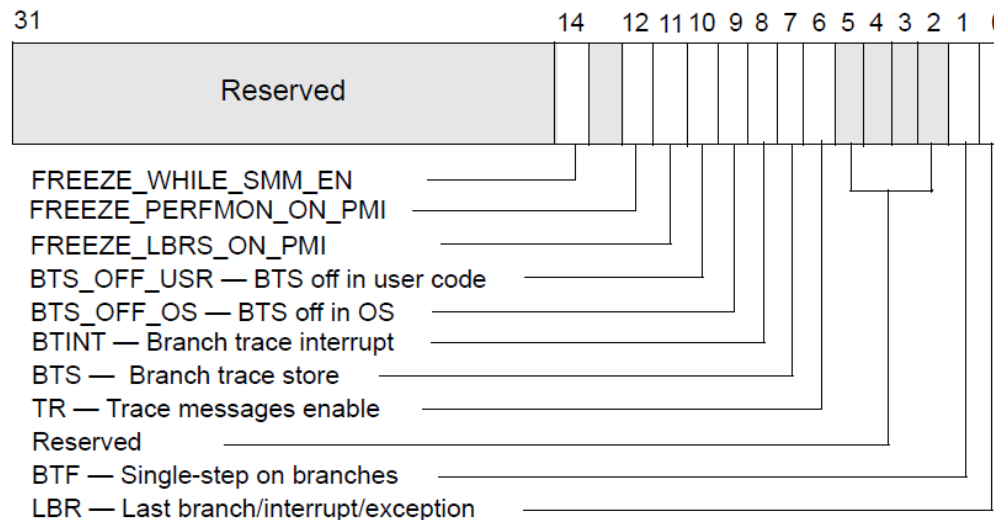 31 14 12 11 10 9 8 7 6 5 4 3 2 1
Reserved
FREEZE_WHILE_SMM_EN
FREEZE_PERFMON_ON_PMI
FREEZE_LBRS_ON_PMI
BTS_OFF_USR — BTS off in user code
BTS_OFF_OS — BTS off in OS
BTINT — Branch trace interrupt
BTS — Branch trace store
TR — Trace messages enable
Reserved
BTF — Single-step on branches
LBR — Last branch/interrupt/exception